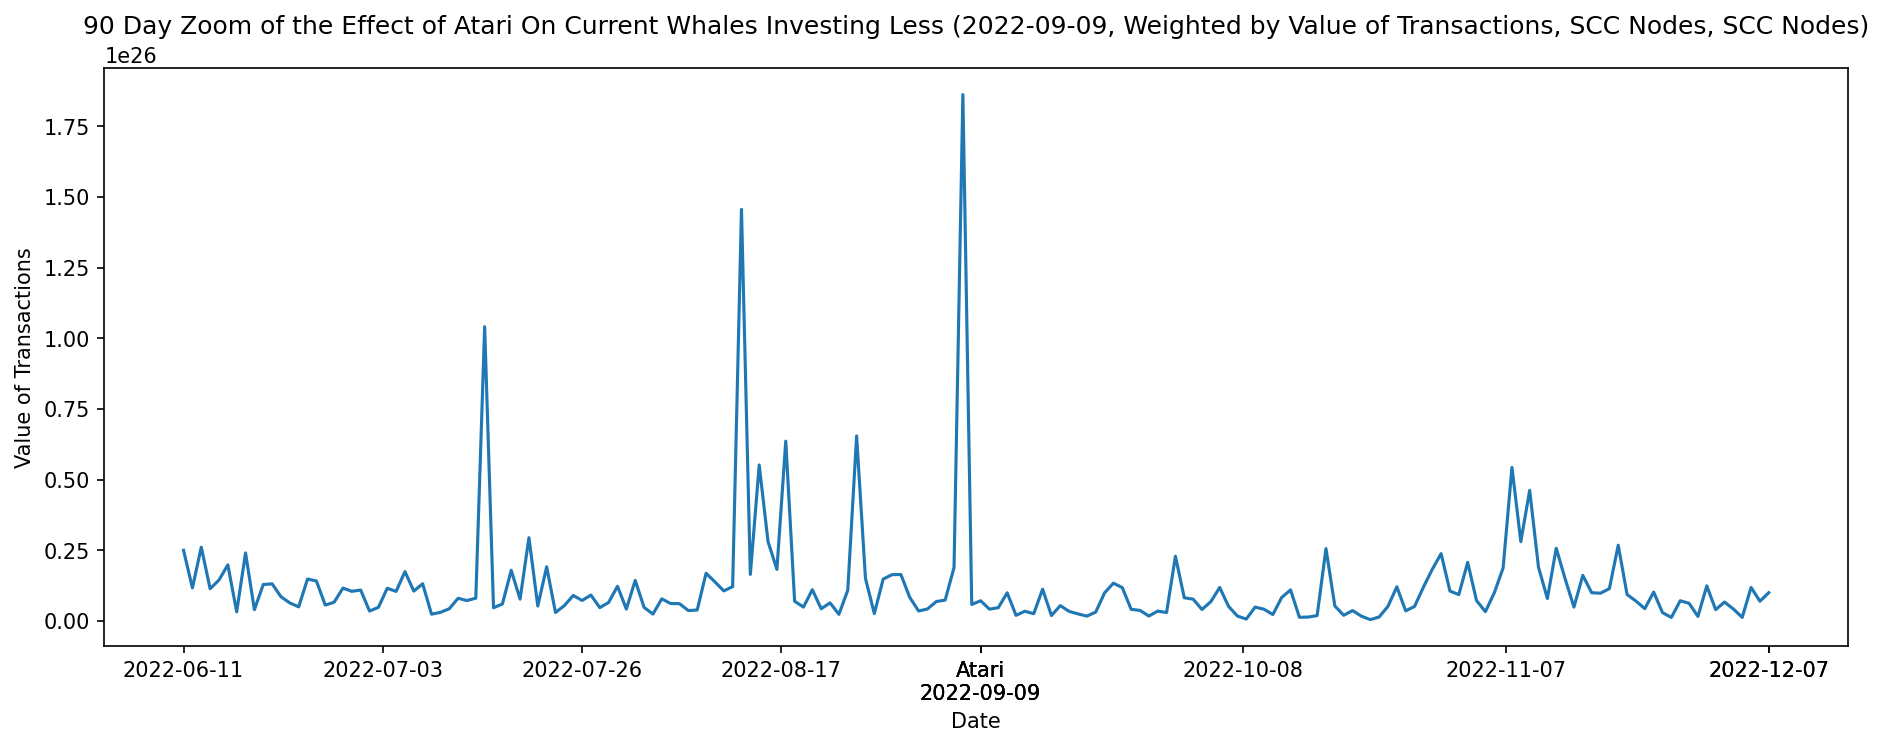 90 Day Zoom of the Effect of Atari On Current Whales Investing Less (2022-09-09, Weighted by Value of Transactions, SCC Nodes, SCC Nodes)
1e26
1.75
1.50
1.25
1.00
0.75
0.50
0.25
0.00
Value of Transactions
2022-06-11 2022-07-03 2022-07-26 2022-08-17 Atari 2022-10-08 2022-11-07 2022-12-07
2022-09-09
Date